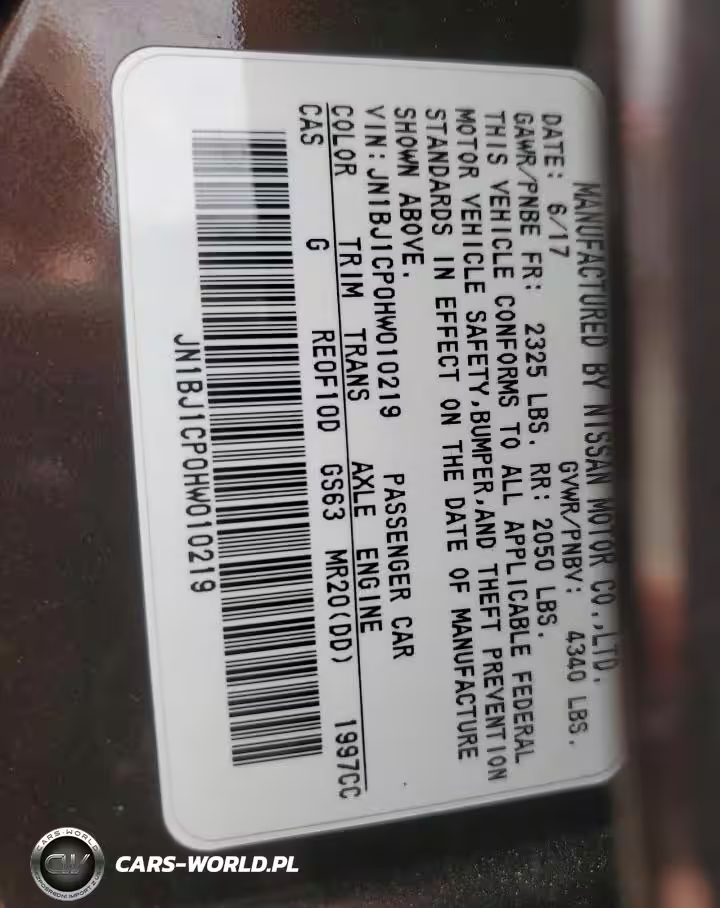 MANUFACTURED BY NISSAN MOTOR CO.,LTD.
DATE: 6/17 GVWR/PNBV: 4340 LBS.
GAWR/PNBE FR: 2325 LBS. RR: 2050 LBS.
THIS VEHICLE CONFORMS TO ALL APPLICABLE FEDERAL
MOTOR VEHICLE SAFETY,BUMPER,AND THEFT PREVENTION
STANDARDS IN EFFECT ON THE DATE OF MANUFACTURE
SHOWN ABOVE.
VIN: JN1BJ1CP0HW010219 PASSENGER CAR
COLOR TRIM TRANS AXLE ENGINE
CAS G RE0F10D GS63 MR20(DD) 1997CC
JN1BJ1CP0HW010219
CARS-WORLD
CW
CARS-WORLD.PL